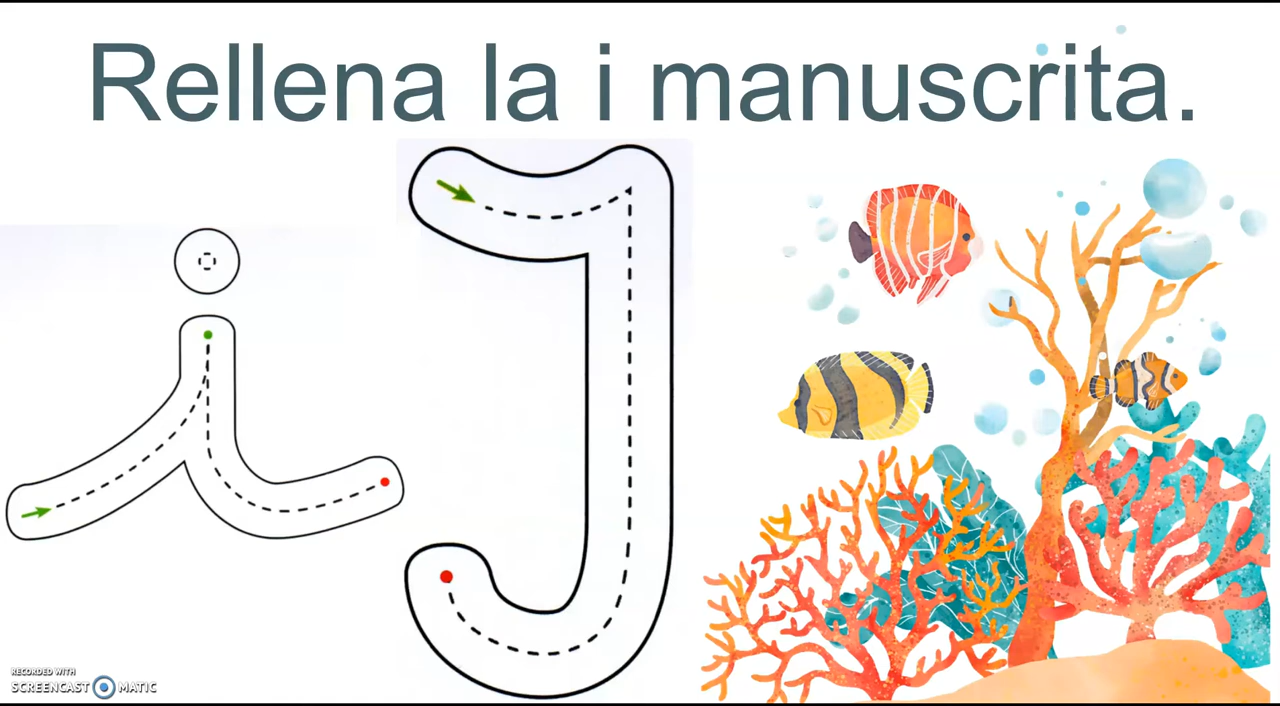 Rellena la i manuscrita.
i
J
RECORDED WITH
SCREENCAST MATIC